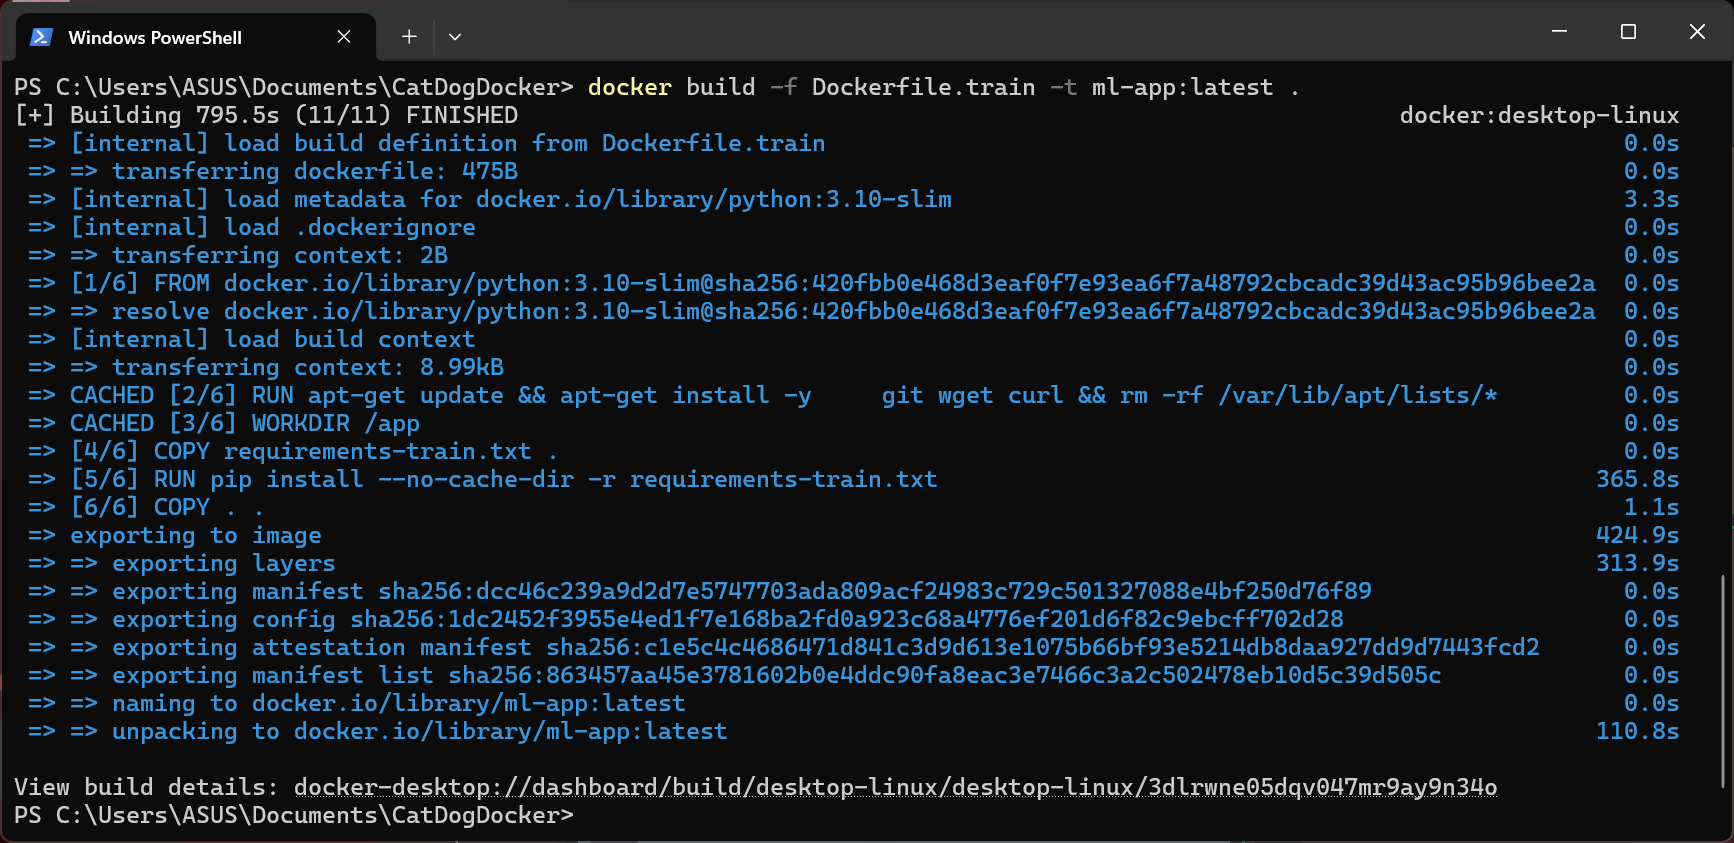 Windows PowerShell
PS C:\Users\ASUS\Documents\CatDogDocker> docker build -f Dockerfile.train -t ml-app:latest .
[+] Building 795.5s (11/11) FINISHED docker:desktop-linux
=> [internal] load build definition from Dockerfile.train 0.0s
=> => transferring dockerfile: 475B 0.0s
=> [internal] load metadata for docker.io/library/python:3.10-slim 3.3s
=> [internal] load .dockerignore 0.0s
=> => transferring context: 2B 0.0s
=> [1/6] FROM docker.io/library/python:3.10-slim@sha256:420fbb0e468d3eaf0f7e93ea6f7a48792cbcadc39d43ac95b96bee2a 0.0s
=> => resolve docker.io/library/python:3.10-slim@sha256:420fbb0e468d3eaf0f7e93ea6f7a48792cbcadc39d43ac95b96bee2a 0.0s
=> [internal] load build context 0.0s
=> => transferring context: 8.99kB 0.0s
=> CACHED [2/6] RUN apt-get update && apt-get install -y     git wget curl && rm -rf /var/lib/apt/lists/* 0.0s
=> CACHED [3/6] WORKDIR /app 0.0s
=> [4/6] COPY requirements-train.txt . 0.0s
=> [5/6] RUN pip install --no-cache-dir -r requirements-train.txt 365.8s
=> [6/6] COPY . . 1.1s
=> exporting to image 424.9s
=> => exporting layers 313.9s
=> => exporting manifest sha256:dcc46c239a9d2d7e5747703ada809acf24983c729c501327088e4bf250d76f89 0.0s
=> => exporting config sha256:1dc2452f3955e4ed1f7e168ba2fd0a923c68a4776ef201d6f82c9ebcff702d28 0.0s
=> => exporting attestation manifest sha256:c1e5c4c4686471d841c3d9d613e1075b66bf93e5214db8daa927dd9d7443fcd2 0.0s
=> => exporting manifest list sha256:863457aa45e3781602b0e4ddc90fa8eac3e7466c3a2c502478eb10d5c39d505c 0.0s
=> => naming to docker.io/library/ml-app:latest 0.0s
=> => unpacking to docker.io/library/ml-app:latest 110.8s
View build details: docker-desktop://dashboard/build/desktop-linux/desktop-linux/3dlrwne05dqv047mr9ay9n34o
PS C:\Users\ASUS\Documents\CatDogDocker>